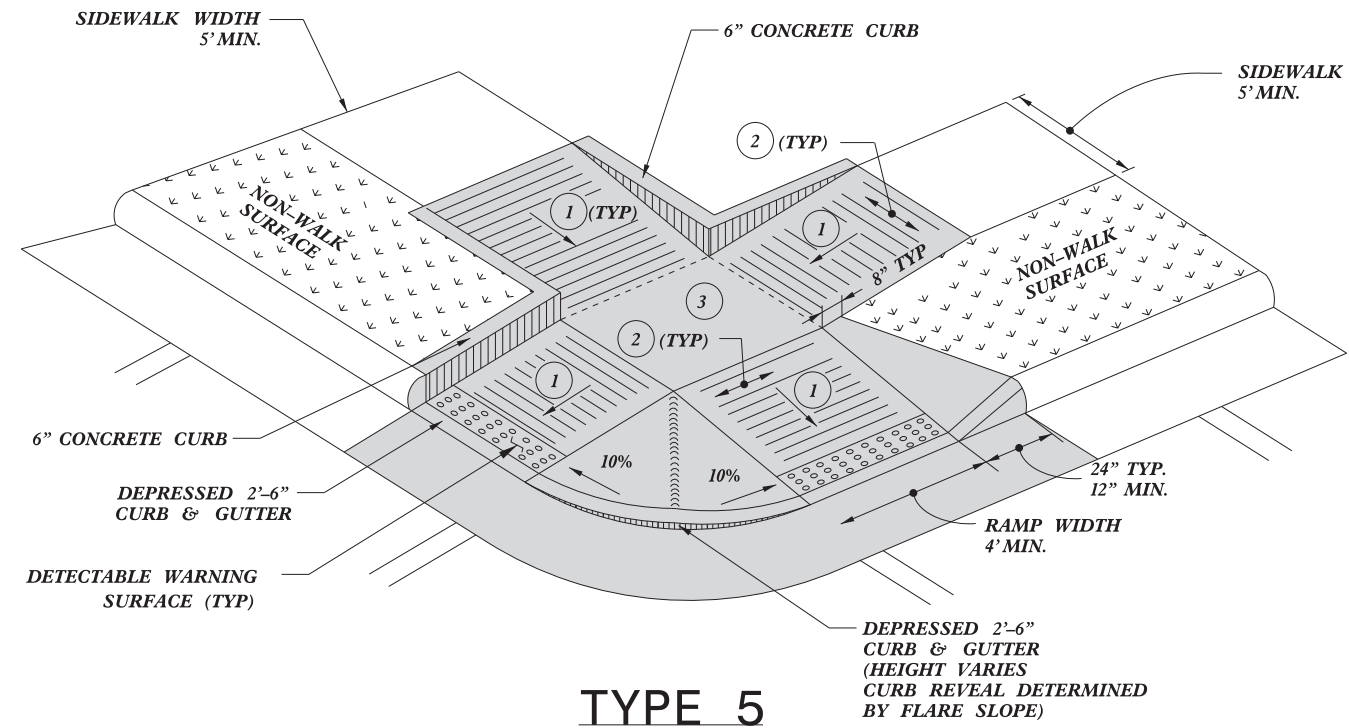 SIDEWALK WIDTH
5' MIN.
6” CONCRETE CURB
SIDEWALK
5' MIN.
2 (TYP)
NON–WALK
SURFACE
1 (TYP)
1
8” TYP
NON–WALK
SURFACE
3
2 (TYP)
1
1
6” CONCRETE CURB
10%
10%
DEPRESSED 2'–6”
CURB & GUTTER
24” TYP.
12” MIN.
RAMP WIDTH
4' MIN.
DETECTABLE WARNING
SURFACE (TYP)
DEPRESSED 2'–6”
CURB & GUTTER
(HEIGHT VARIES
CURB REVEAL DETERMINED
BY FLARE SLOPE)
TYPE 5